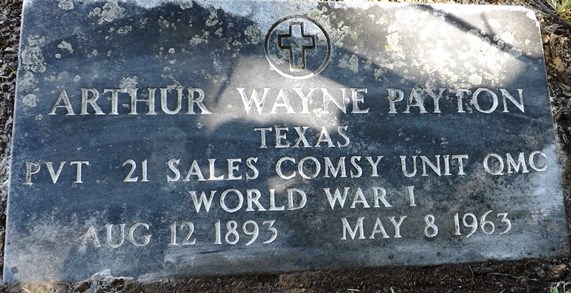 ARTHUR WAYNE PAYTON
TEXAS
PVT 21 SALES COMSY UNIT QMC
WORLD WAR I
AUG 12 1893 MAY 8 1963